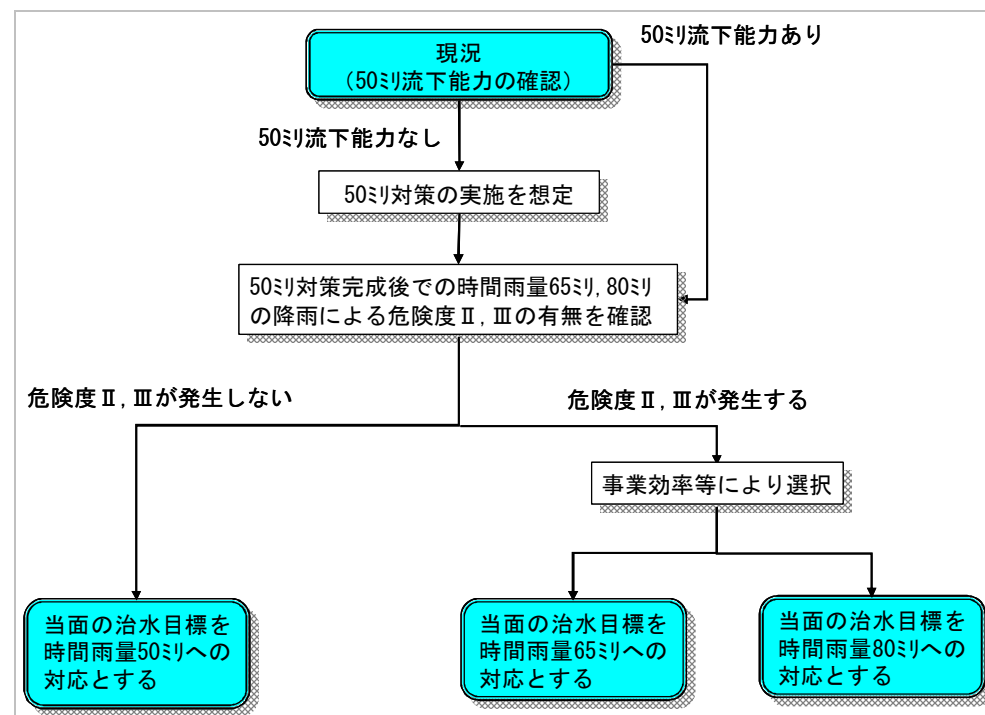 50ﾐﾘ流下能力あり
現況
（50ﾐﾘ流下能力の確認）
50ﾐﾘ流下能力なし
50ﾐﾘ対策の実施を想定
50ﾐﾘ対策完成後での時間雨量65ﾐﾘ,80ﾐﾘ
の降雨による危険度Ⅱ,Ⅲの有無を確認
危険度Ⅱ,Ⅲが発生しない
危険度Ⅱ,Ⅲが発生する
事業効率等により選択
当面の治水目標を
時間雨量50ﾐﾘへの
対応とする
当面の治水目標を
時間雨量65ﾐﾘへの
対応とする
当面の治水目標を
時間雨量80ﾐﾘへの
対応とする